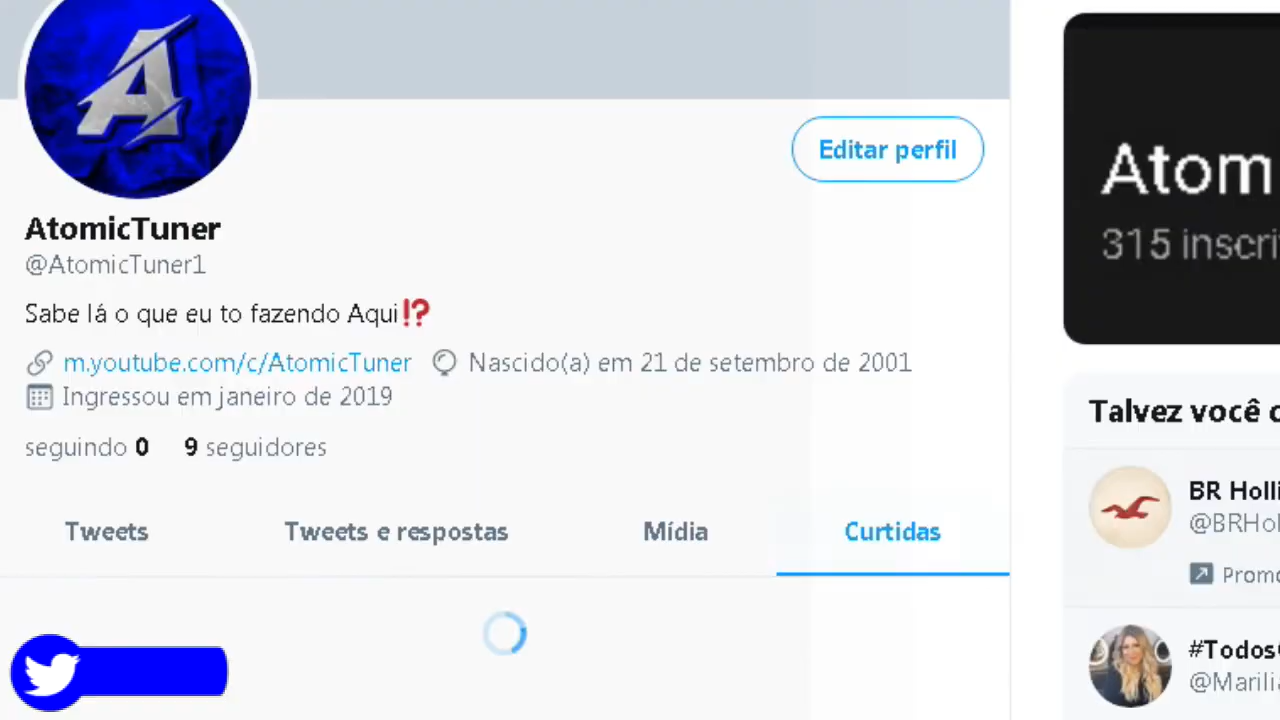 A
Editar perfil
AtomicTuner
@AtomicTuner1
Sabe lá o que eu to fazendo Aqui⁉️
m.youtube.com/c/AtomicTuner Nascido(a) em 21 de setembro de 2001
Ingressou em janeiro de 2019
seguindo 0 9 seguidores
Tweets Tweets e respostas Mídia Curtidas
Atom
315 inscri
Talvez você
BR Holli
@BRHol
Promo
#Todos
@Marili